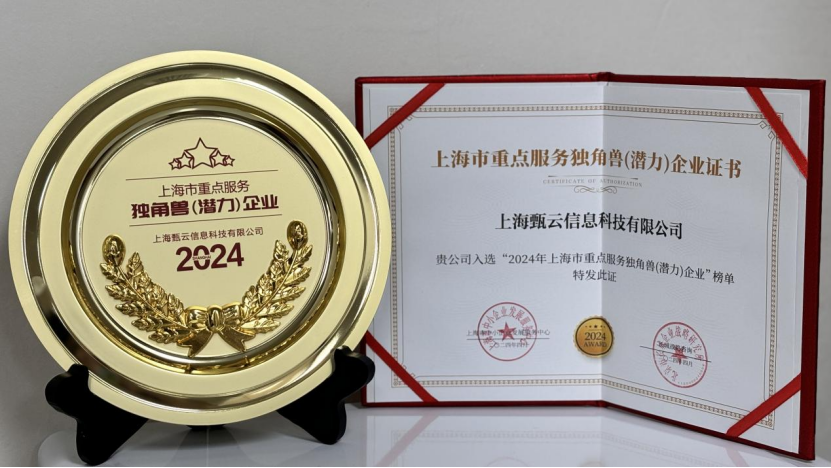 上海市重点服务
独角兽(潜力)企业
上海甄云信息科技有限公司
2024
上海市重点服务独角兽(潜力)企业证书
CERTIFICATE OF AUTHORIZATION
上海甄云信息科技有限公司
贵公司入选“2024年上海市重点服务独角兽(潜力)企业”榜单
特发此证
2024
AWARD